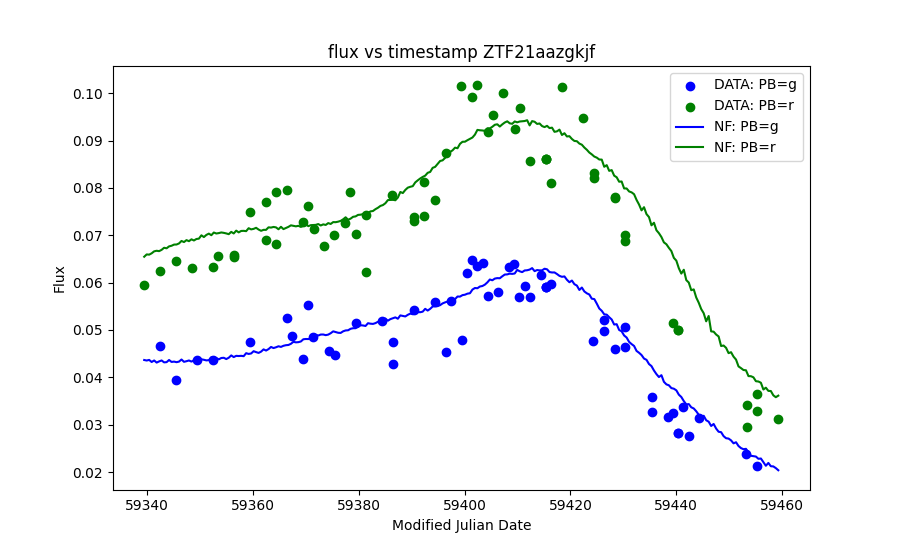 flux vs timestamp ZTF21aazgkjf
DATA: PB=g
DATA: PB=r
NF: PB=g
NF: PB=r
Flux
0.10
0.09
0.08
0.07
0.06
0.05
0.04
0.03
0.02
59340 59360 59380 59400 59420 59440 59460
Modified Julian Date